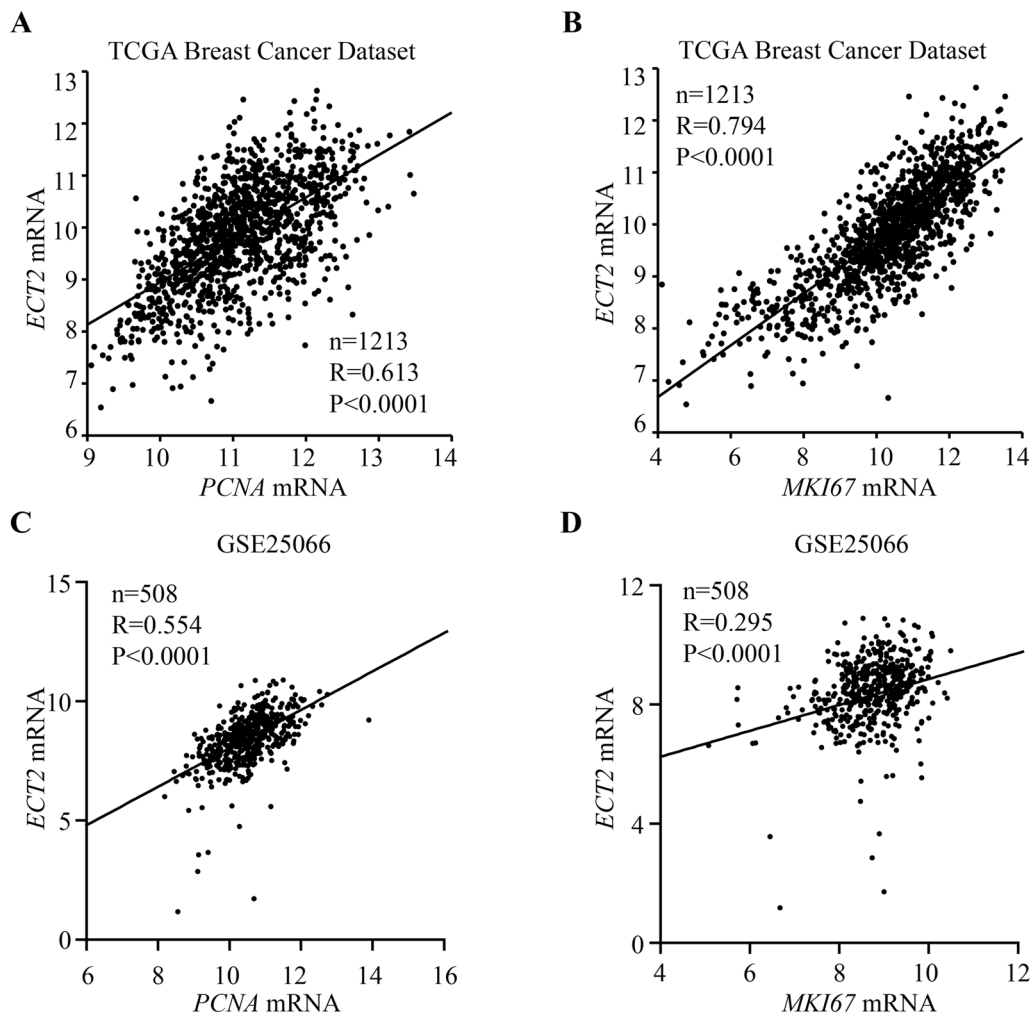 A
TCGA Breast Cancer Dataset
13
12
11
10
9
8
7
6
ECT2 mRNA
n=1213
R=0.613
P<0.0001
9 10 11 12 13 14
PCNA mRNA
B
TCGA Breast Cancer Dataset
13
12
11
10
9
8
7
6
ECT2 mRNA
n=1213
R=0.794
P<0.0001
4 6 8 10 12 14
MKI67 mRNA
C
GSE25066
15
10
5
0
ECT2 mRNA
n=508
R=0.554
P<0.0001
6 8 10 12 14 16
PCNA mRNA
D
GSE25066
12
8
4
0
ECT2 mRNA
n=508
R=0.295
P<0.0001
4 6 8 10 12
MKI67 mRNA